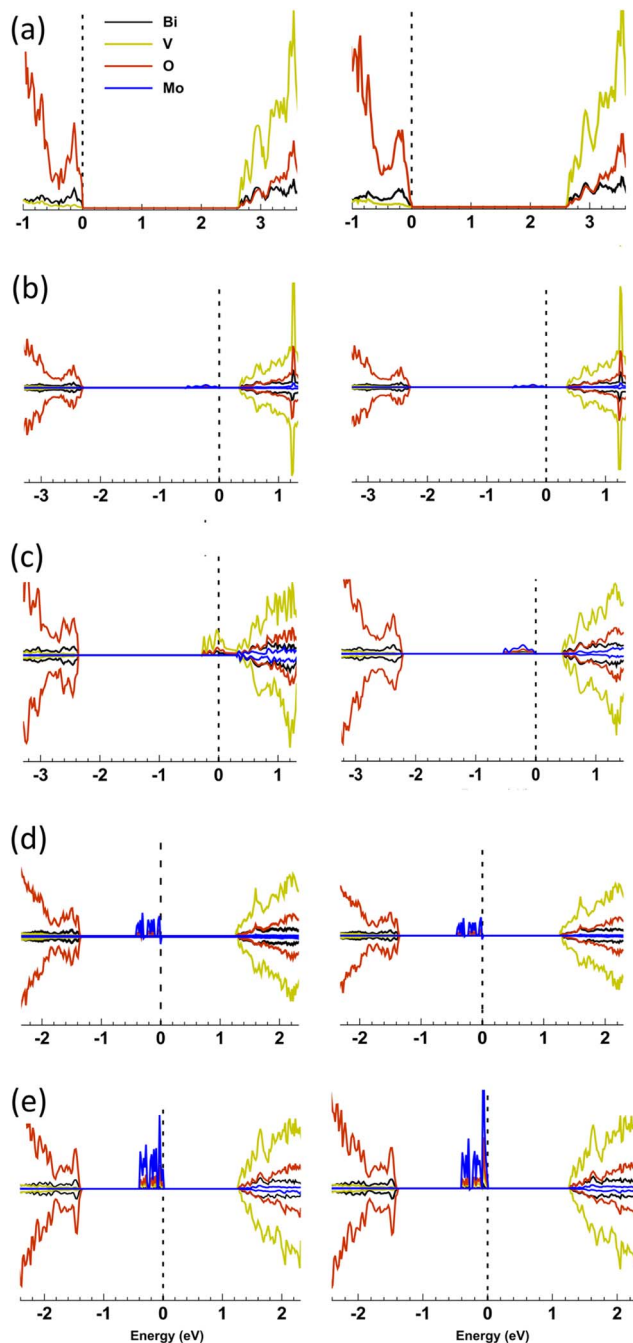 (a)
Bi
V
O
Mo
-1 0 1 2 3
-1 0 1 2 3
(b)
-3 -2 -1 0 1
-3 -2 -1 0 1
(c)
-3 -2 -1 0 1
-3 -2 -1 0 1
(d)
-2 -1 0 1 2
-2 -1 0 1 2
(e)
-2 -1 0 1 2
-2 -1 0 1 2
Energy (eV)
Energy (eV)